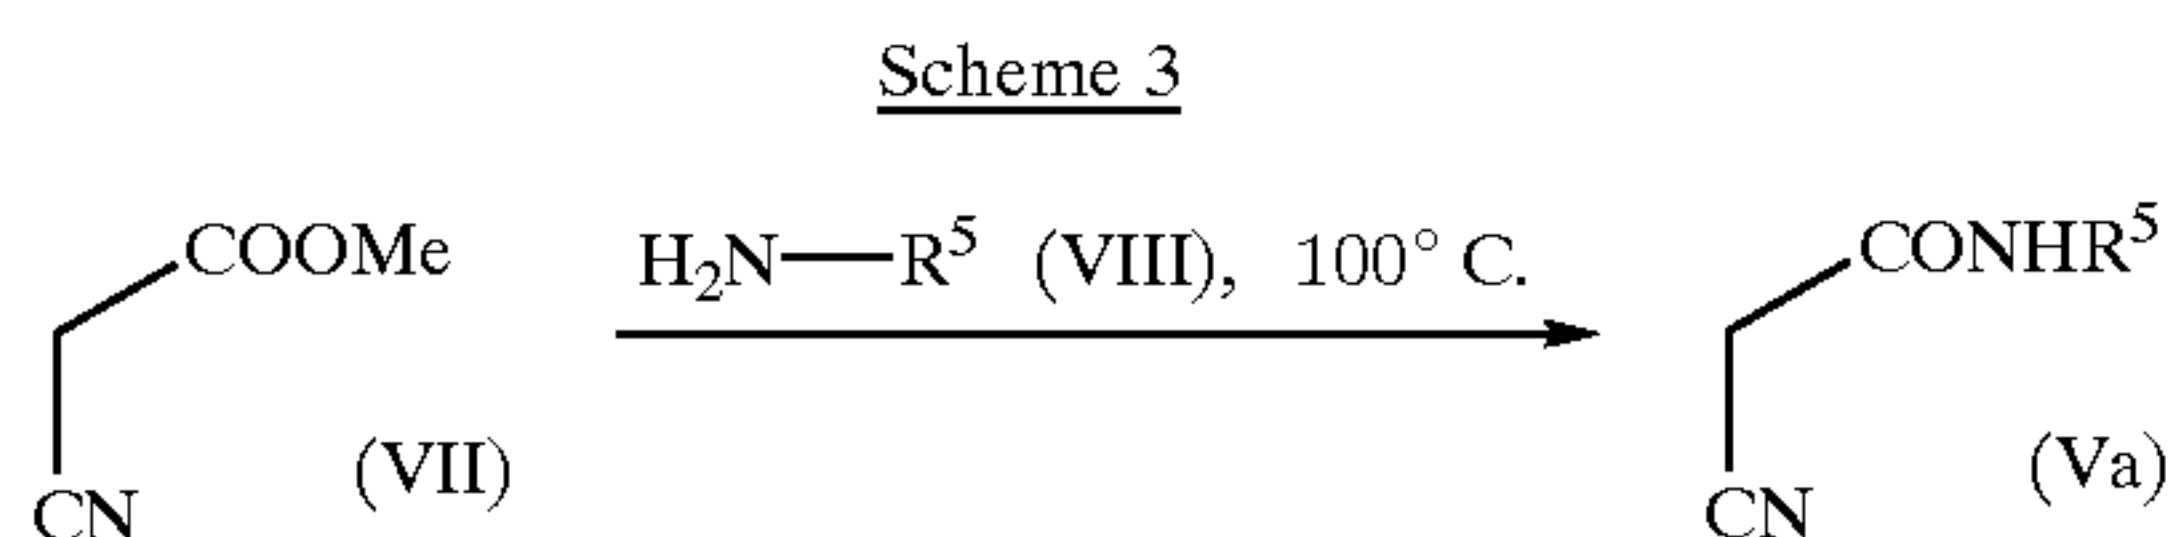 Scheme 3
COOMe
H₂N—R⁵ (VIII), 100° C.
CONHR⁵
(VII)
(Va)
CN
CN